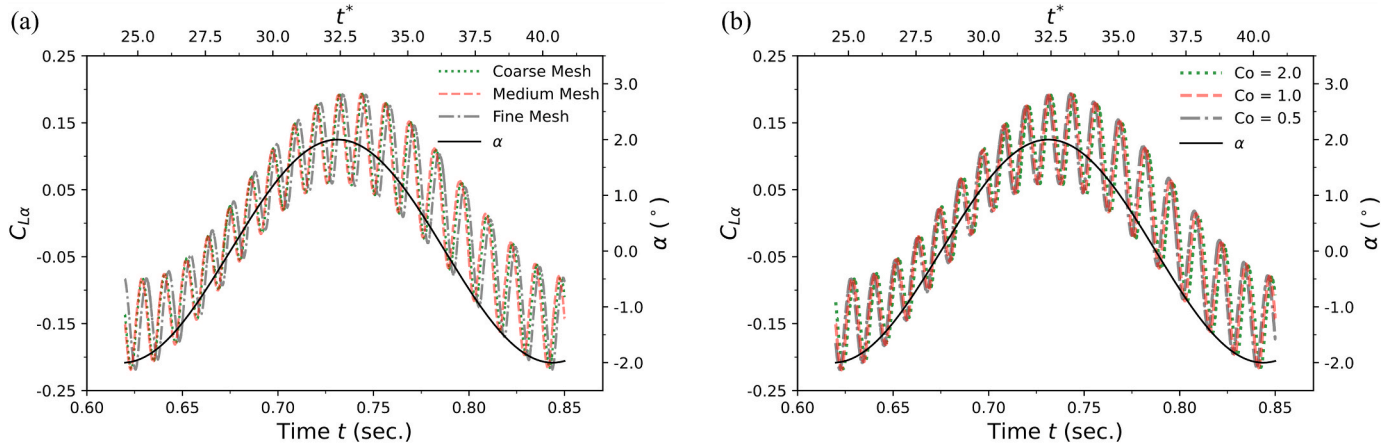 (a)
t*
25.0 27.5 30.0 32.5 35.0 37.5 40.0
0.25
0.15
0.05
-0.05
-0.15
-0.25
C_{Lα}
Coarse Mesh
Medium Mesh
Fine Mesh
α
3.0
2.0
1.0
0.0
-1.0
-2.0
α (°)
0.60 0.65 0.70 0.75 0.80 0.85
Time t (sec.)
(b)
t*
25.0 27.5 30.0 32.5 35.0 37.5 40.0
0.25
0.15
0.05
-0.05
-0.15
-0.25
C_{Lα}
Co = 2.0
Co = 1.0
Co = 0.5
α
3.0
2.0
1.0
0.0
-1.0
-2.0
α (°)
0.60 0.65 0.70 0.75 0.80 0.85
Time t (sec.)